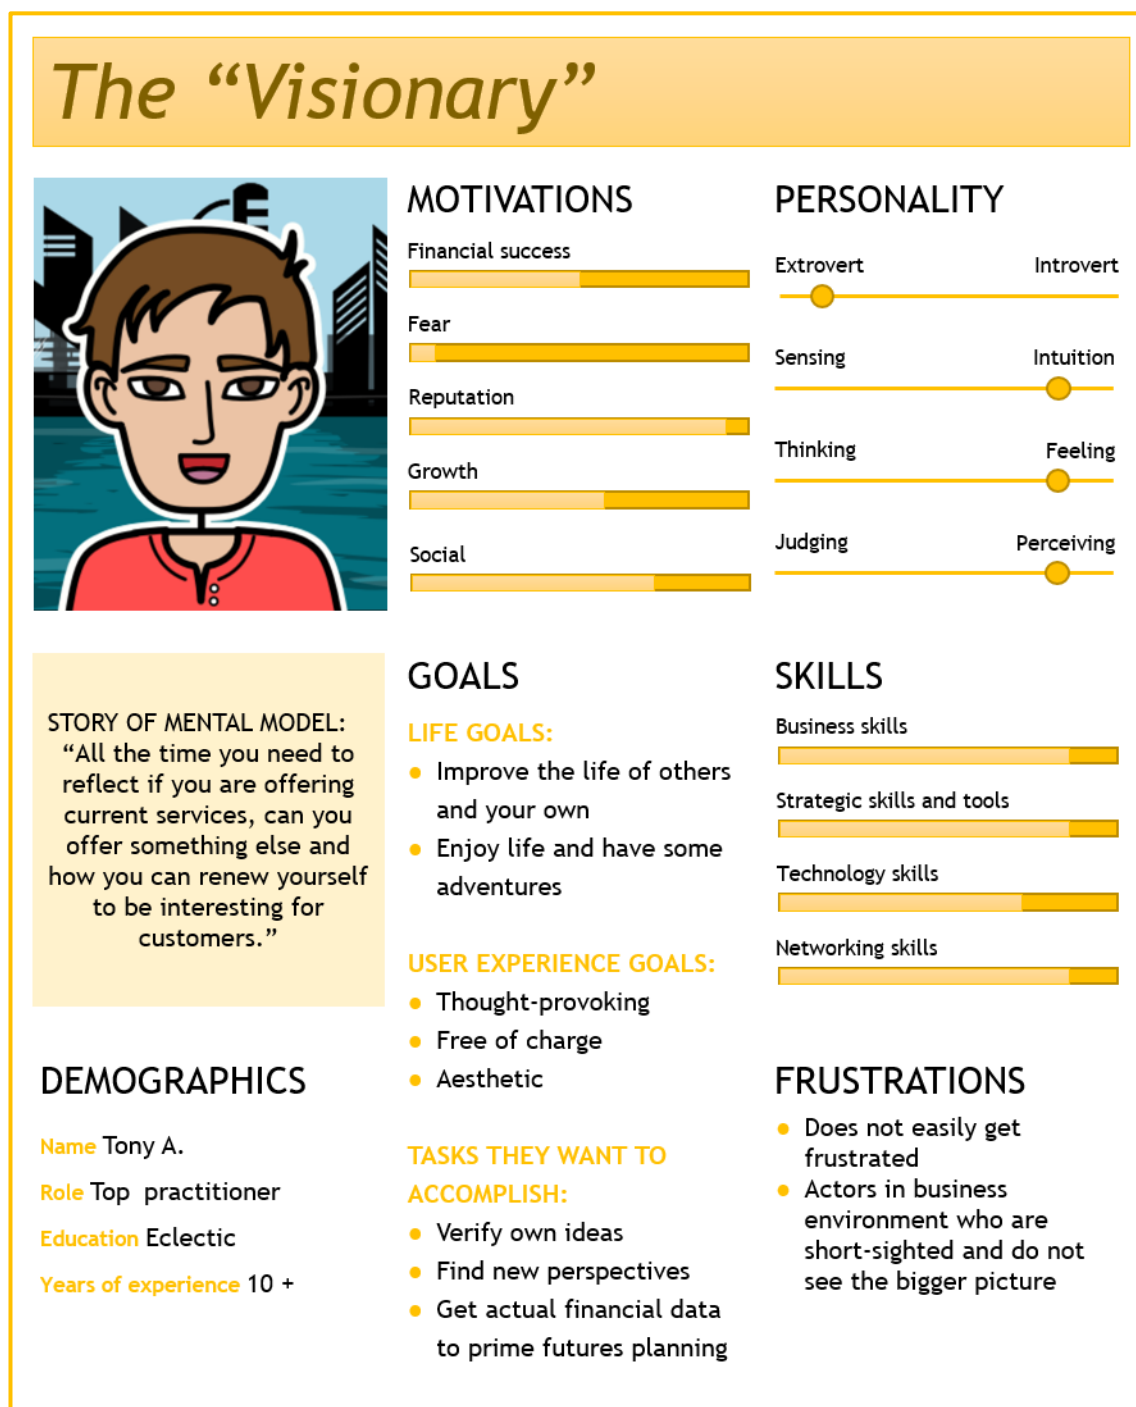 The “Visionary”
MOTIVATIONS
Financial success
Fear
Reputation
Growth
Social
PERSONALITY
Extrovert Introvert
Sensing Intuition
Thinking Feeling
Judging Perceiving
STORY OF MENTAL MODEL:
“All the time you need to
reflect if you are offering
current services, can you
offer something else and
how you can renew yourself
to be interesting for
customers.”
GOALS
LIFE GOALS:
● Improve the life of others
and your own
● Enjoy life and have some
adventures
USER EXPERIENCE GOALS:
● Thought-provoking
● Free of charge
● Aesthetic
TASKS THEY WANT TO
ACCOMPLISH:
● Verify own ideas
● Find new perspectives
● Get actual financial data
to prime futures planning
SKILLS
Business skills
Strategic skills and tools
Technology skills
Networking skills
DEMOGRAPHICS
Name Tony A.
Role Top practitioner
Education Eclectic
Years of experience 10 +
FRUSTRATIONS
● Does not easily get
frustrated
● Actors in business
environment who are
short-sighted and do not
see the bigger picture